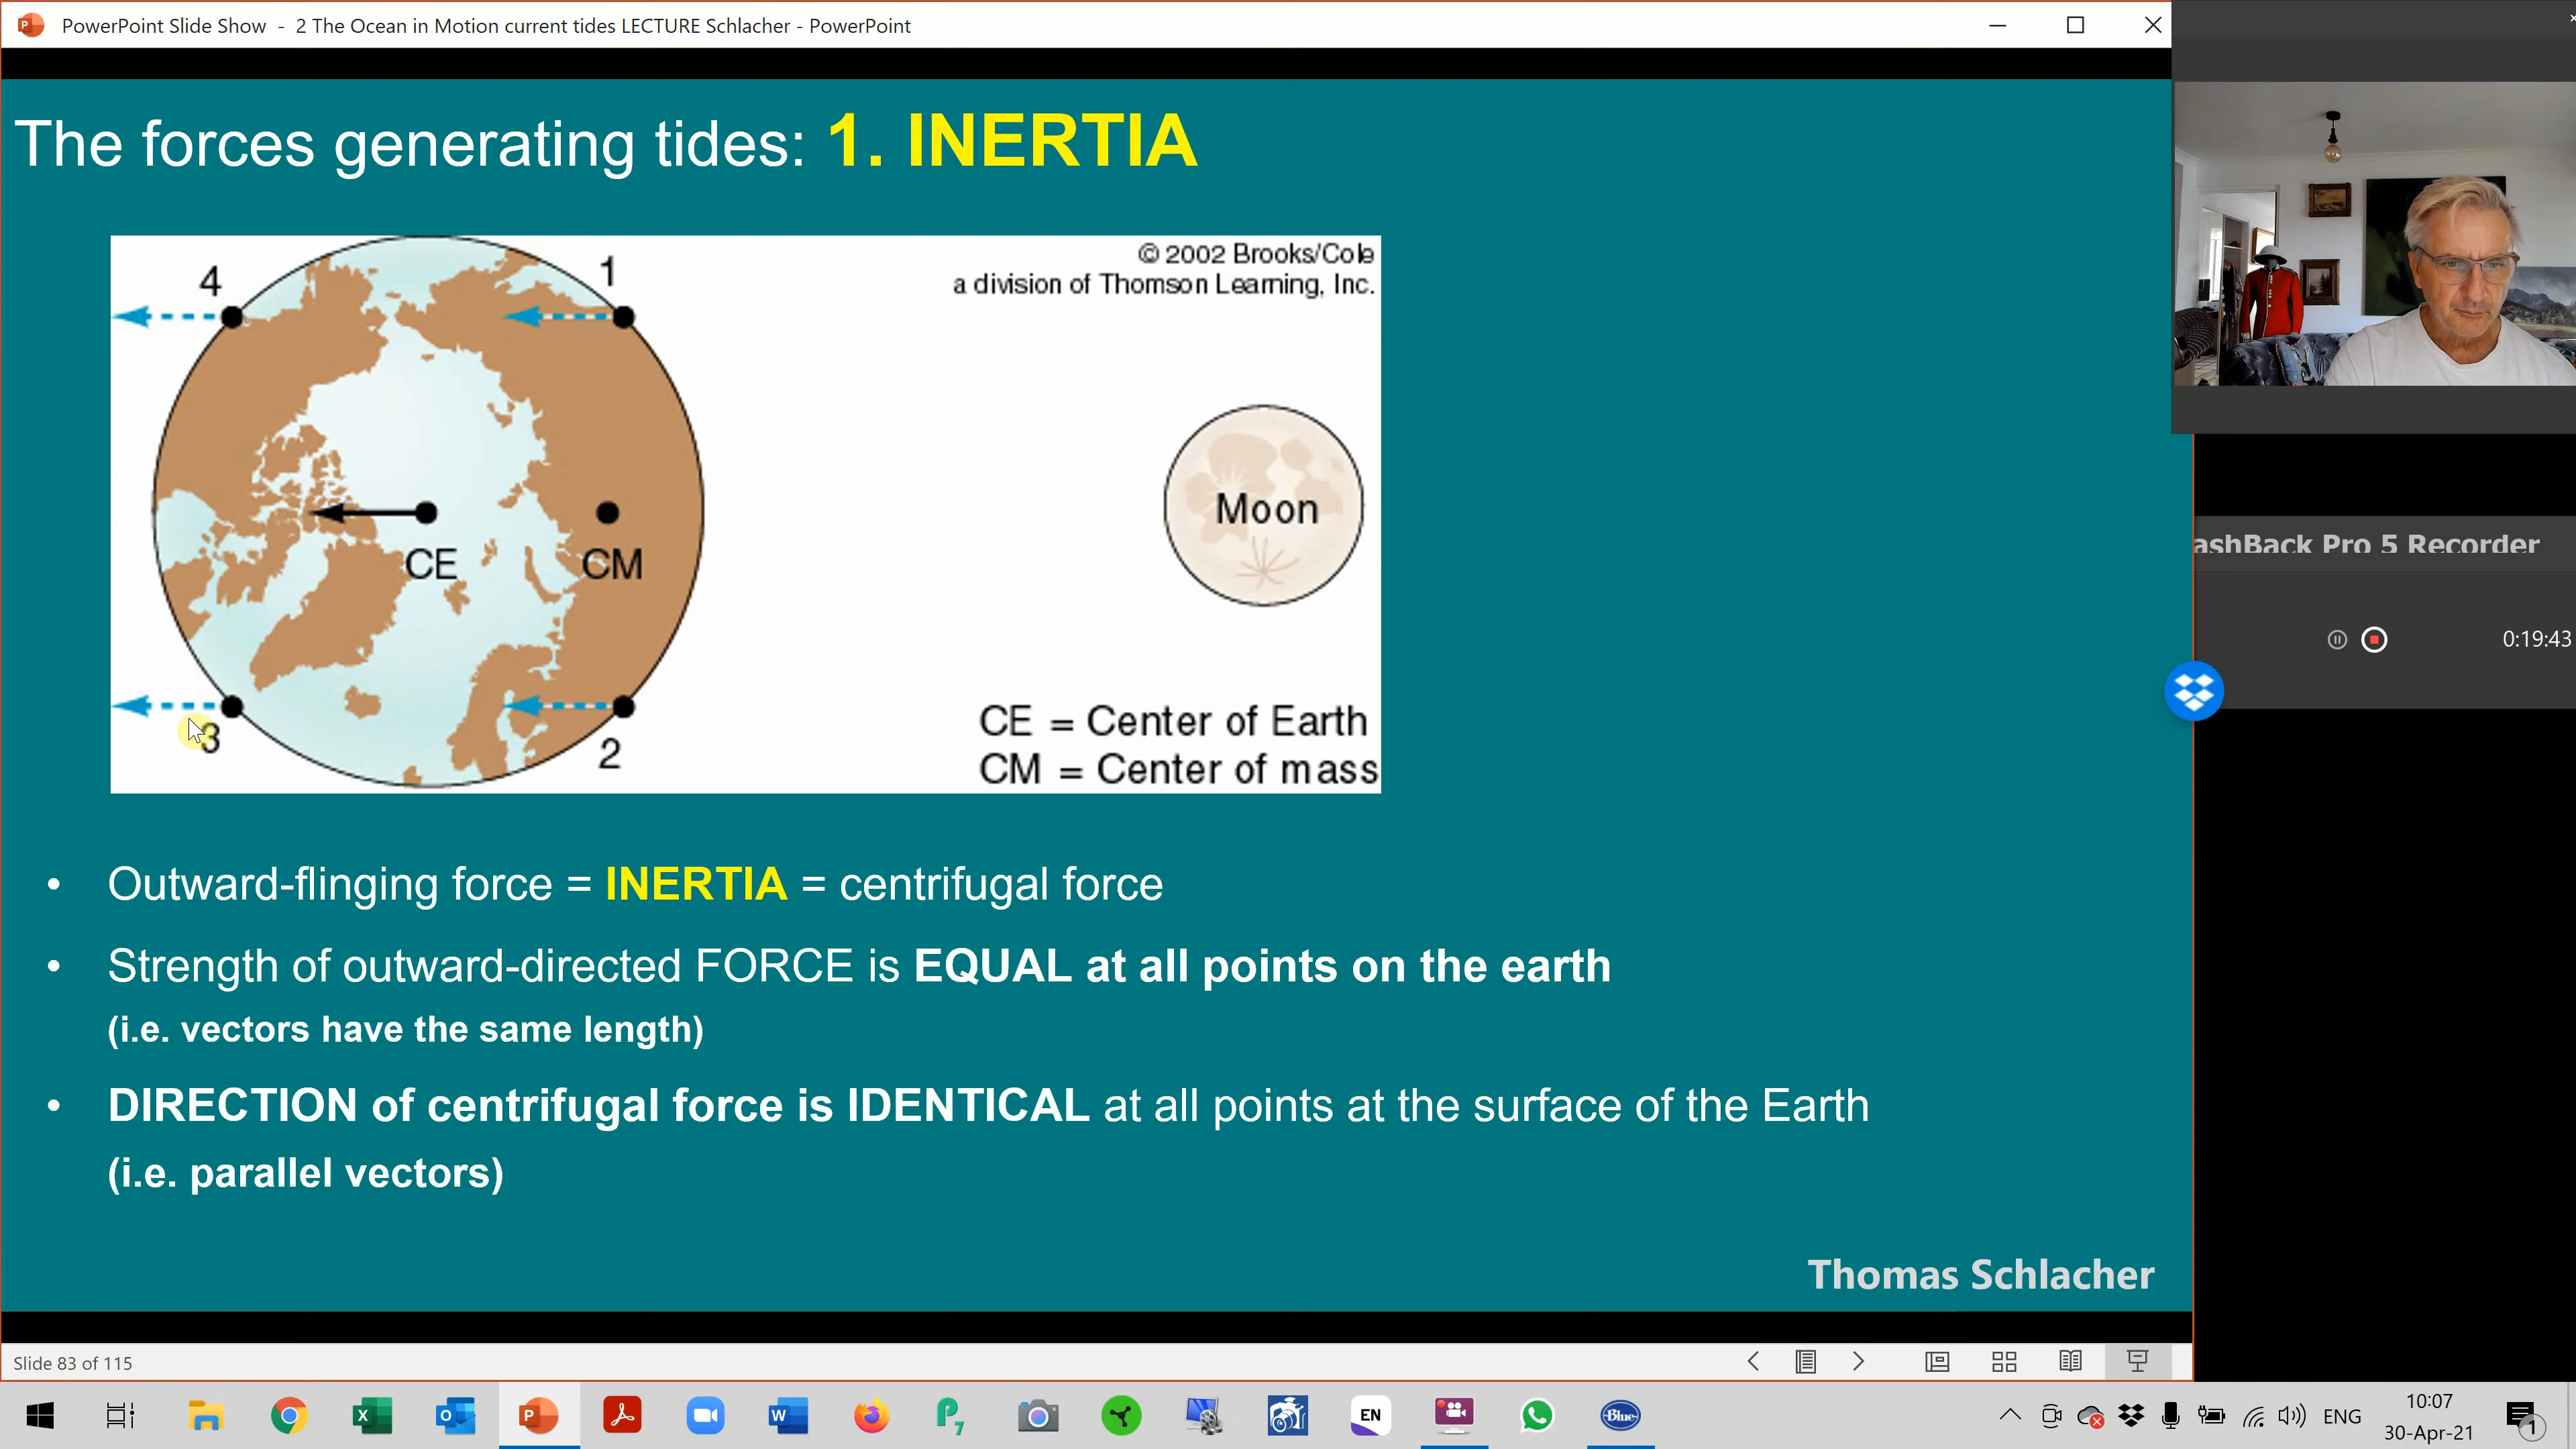 PowerPoint Slide Show - 2 The Ocean in Motion current tides LECTURE Schlacher - PowerPoint
The forces generating tides: 1. INERTIA
© 2002 Brooks/Cole
a division of Thomson Learning, Inc.
4
1
Moon
CE
CM
3
2
CE = Center of Earth
CM = Center of mass
• Outward-flinging force = INERTIA = centrifugal force
• Strength of outward-directed FORCE is EQUAL at all points on the earth
(i.e. vectors have the same length)
• DIRECTION of centrifugal force is IDENTICAL at all points at the surface of the Earth
(i.e. parallel vectors)
Thomas Schlacher
Slide 83 of 115
ashBack Pro 5 Recorder
0:19:43
EN
Blue
ENG
10:07
30-Apr-21
1